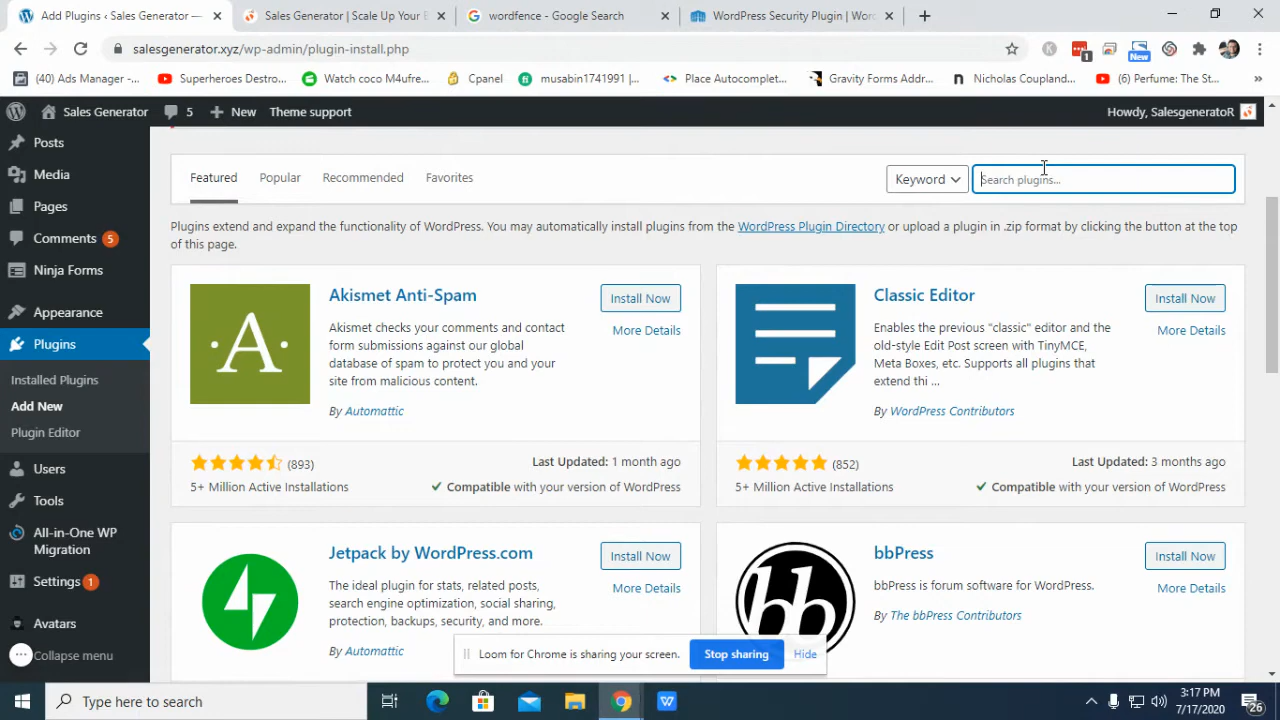 Add Plugins ‹ Sales Generator —
Sales Generator | Scale Up Your E
wordfence - Google Search
WordPress Security Plugin | Wor
salesgenerator.xyz/wp-admin/plugin-install.php
1
New
(40) Ads Manager -...
Superheroes Destro...
Watch coco M4ufre...
Cpanel
musabin1741991 |...
Place Autocomplet...
Gravity Forms Addr...
Nicholas Coupland...
(6) Perfume: The St...
Sales Generator
5
New
Theme support
Howdy, SalesgeneratoR
Posts
Media
Pages
Comments 5
Ninja Forms
Appearance
Plugins
Installed Plugins
Add New
Plugin Editor
Users
Tools
All-in-One WP
Migration
Settings 1
Avatars
Collapse menu
Featured
Popular
Recommended
Favorites
Keyword
Search plugins...
Plugins extend and expand the functionality of WordPress. You may automatically install plugins from the WordPress Plugin Directory or upload a plugin in .zip format by clicking the button at the top
of this page.
Akismet Anti-Spam
Install Now
More Details
Akismet checks your comments and contact
form submissions against our global
database of spam to protect you and your
site from malicious content.
By Automattic
(893)
Last Updated: 1 month ago
5+ Million Active Installations
Compatible with your version of WordPress
Classic Editor
Install Now
More Details
Enables the previous "classic" editor and the
old-style Edit Post screen with TinyMCE,
Meta Boxes, etc. Supports all plugins that
extend thi ...
By WordPress Contributors
(852)
Last Updated: 3 months ago
5+ Million Active Installations
Compatible with your version of WordPress
Jetpack by WordPress.com
Install Now
More Details
The ideal plugin for stats, related posts,
search engine optimization, social sharing,
protection, backups, security, and more.
By Automattic
bb
bbPress
Install Now
More Details
bbPress is forum software for WordPress.
By The bbPress Contributors
Loom for Chrome is sharing your screen.
Stop sharing
Hide
Type here to search
3:17 PM
7/17/2020
26